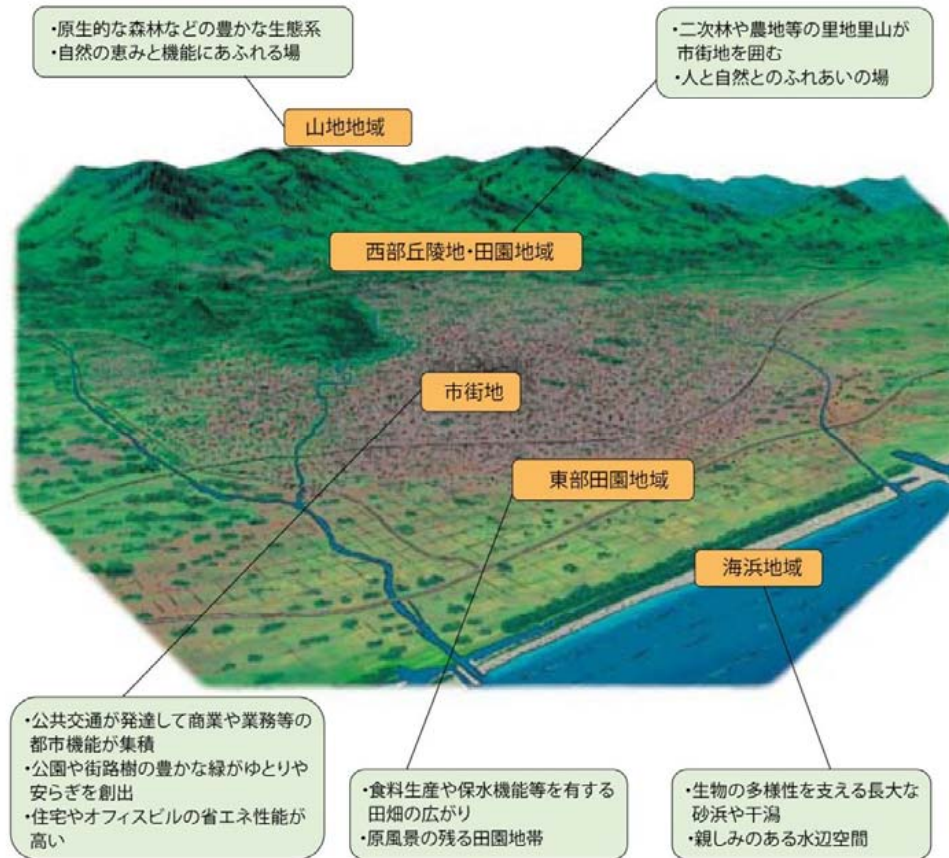 ・原生的な森林などの豊かな生態系
・自然の恵みと機能にあふれる場
・二次林や農地等の里地里山が
市街地を囲む
・人と自然とのふれあいの場
山地地域
西部丘陵地・田園地域
市街地
東部田園地域
海浜地域
・公共交通が発達して商業や業務等の
都市機能が集積
・公園や街路樹の豊かな緑がゆとりや
安らぎを創出
・住宅やオフィスビルの省エネ性能が
高い
・食料生産や保水機能等を有する
田畑の広がり
・原風景の残る田園地帯
・生物の多様性を支える長大な
砂浜や干潟
・親しみのある水辺空間